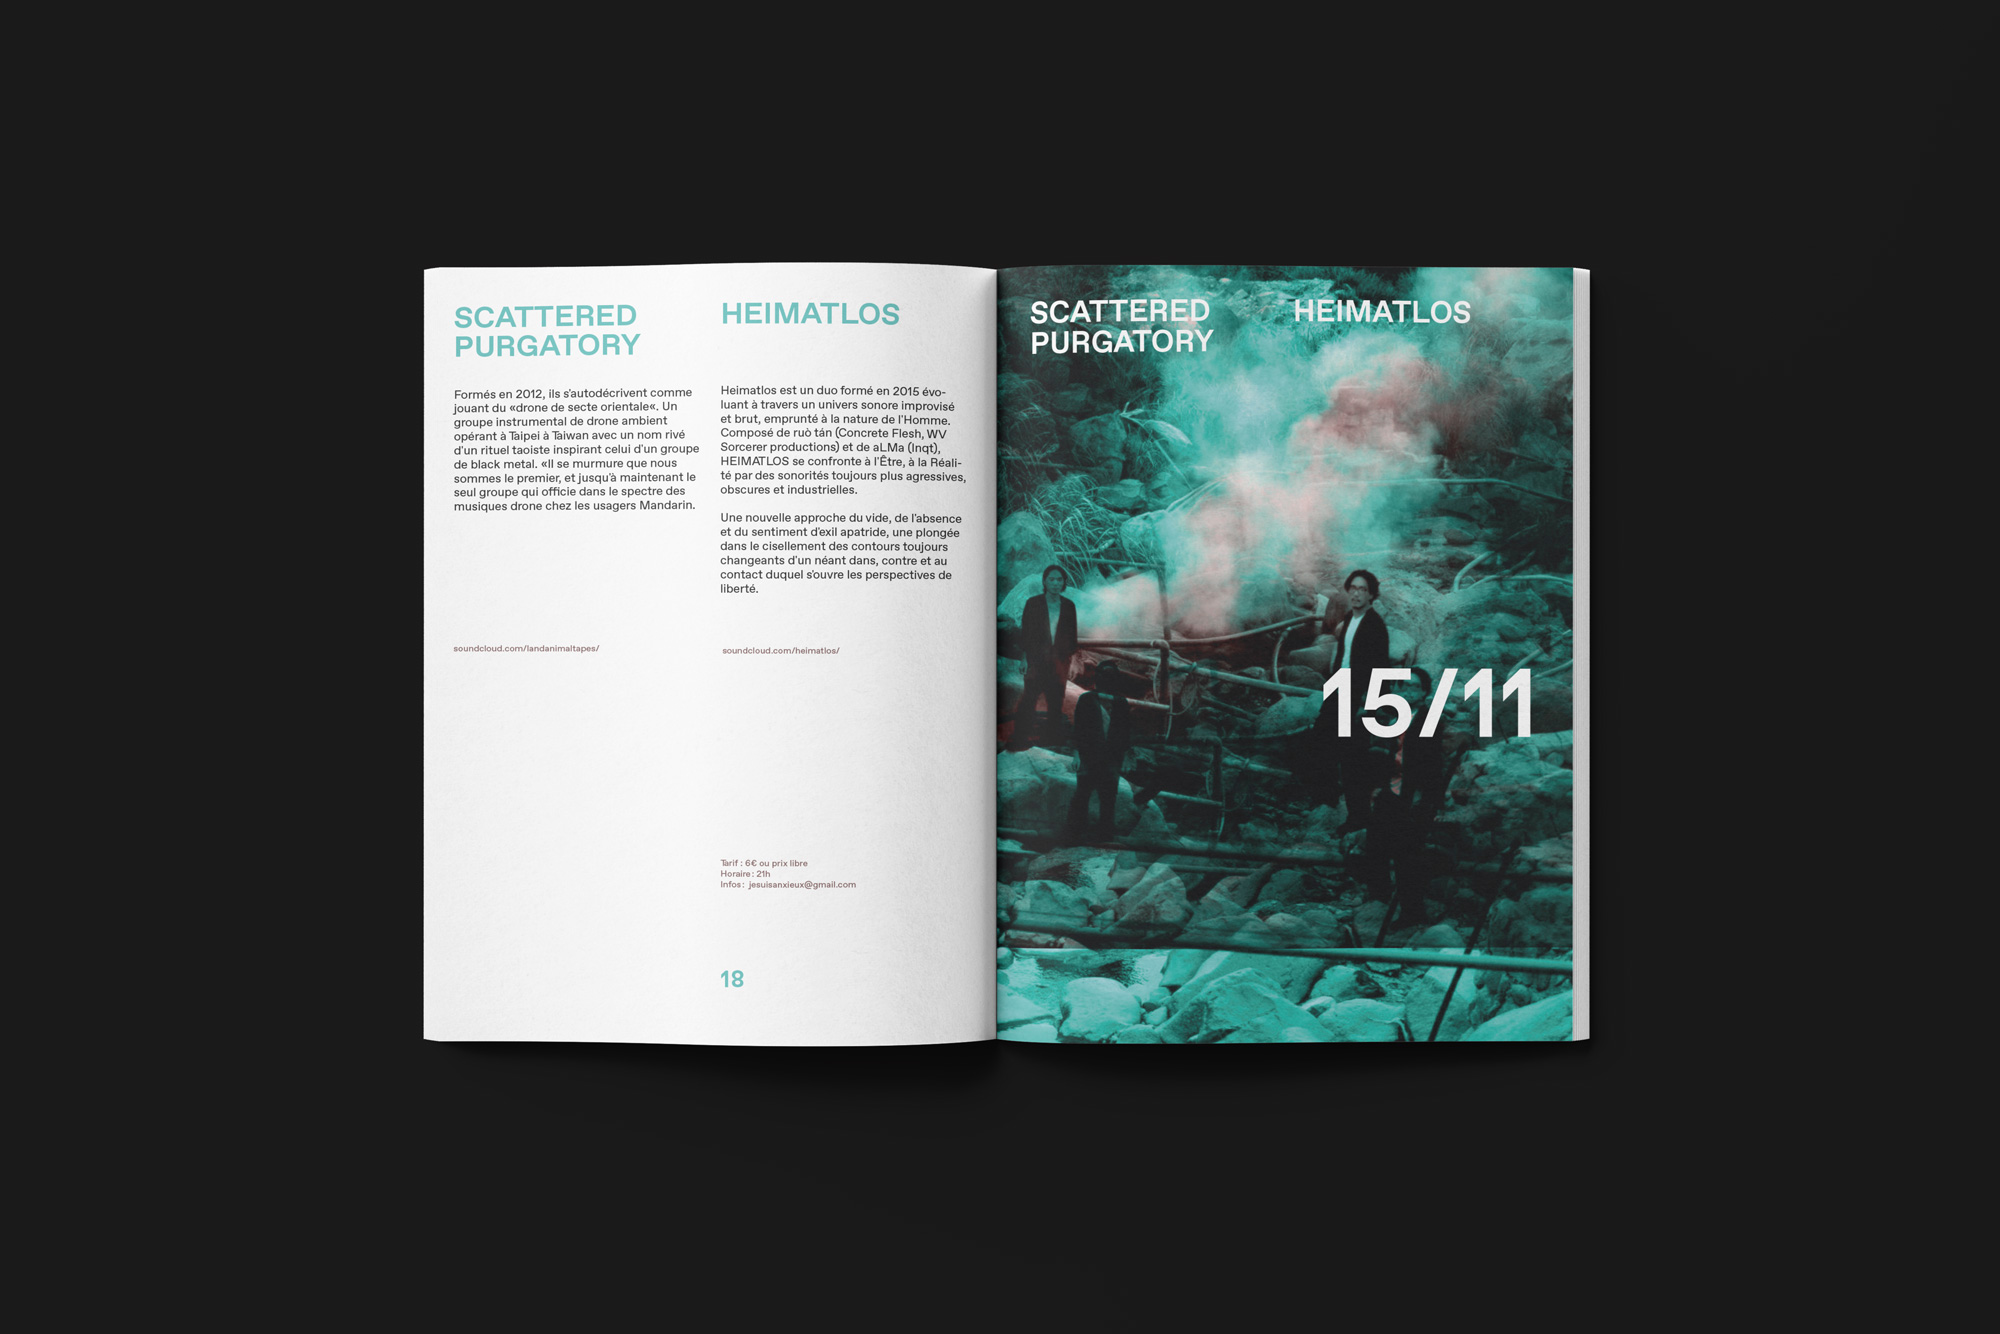 SCATTERED
PURGATORY
Formés en 2012, ils s'autodécrivent comme
jouant du «drone de secte orientale«. Un
groupe instrumental de drone ambient
opérant à Taipei à Taiwan avec un nom rivé
d'un rituel taoiste inspirant celui d'un groupe
de black metal. «Il se murmure que nous
sommes le premier, et jusqu'à maintenant le
seul groupe qui officie dans le spectre des
musiques drone chez les usagers Mandarin.
soundcloud.com/landanimaltapes/
HEIMATLOS
Heimatlos est un duo formé en 2015 évo-
luant à travers un univers sonore improvisé
et brut, emprunté à la nature de l'Homme.
Composé de ruò tán (Concrete Flesh, WV
Sorcerer productions) et de aLMa (Inqt),
HEIMATLOS se confronte à l'Être, à la Réali-
té par des sonorités toujours plus agressives,
obscures et industrielles.
Une nouvelle approche du vide, de l'absence
et du sentiment d'exil apatride, une plongée
dans le cisellement des contours toujours
changeants d'un néant dans, contre et au
contact duquel s'ouvre les perspectives de
liberté.
soundcloud.com/heimatlos/
Tarif : 6€ ou prix libre
Horaire : 21h
Infos : jesuisanxieux@gmail.com
18
SCATTERED
PURGATORY
HEIMATLOS
15/11